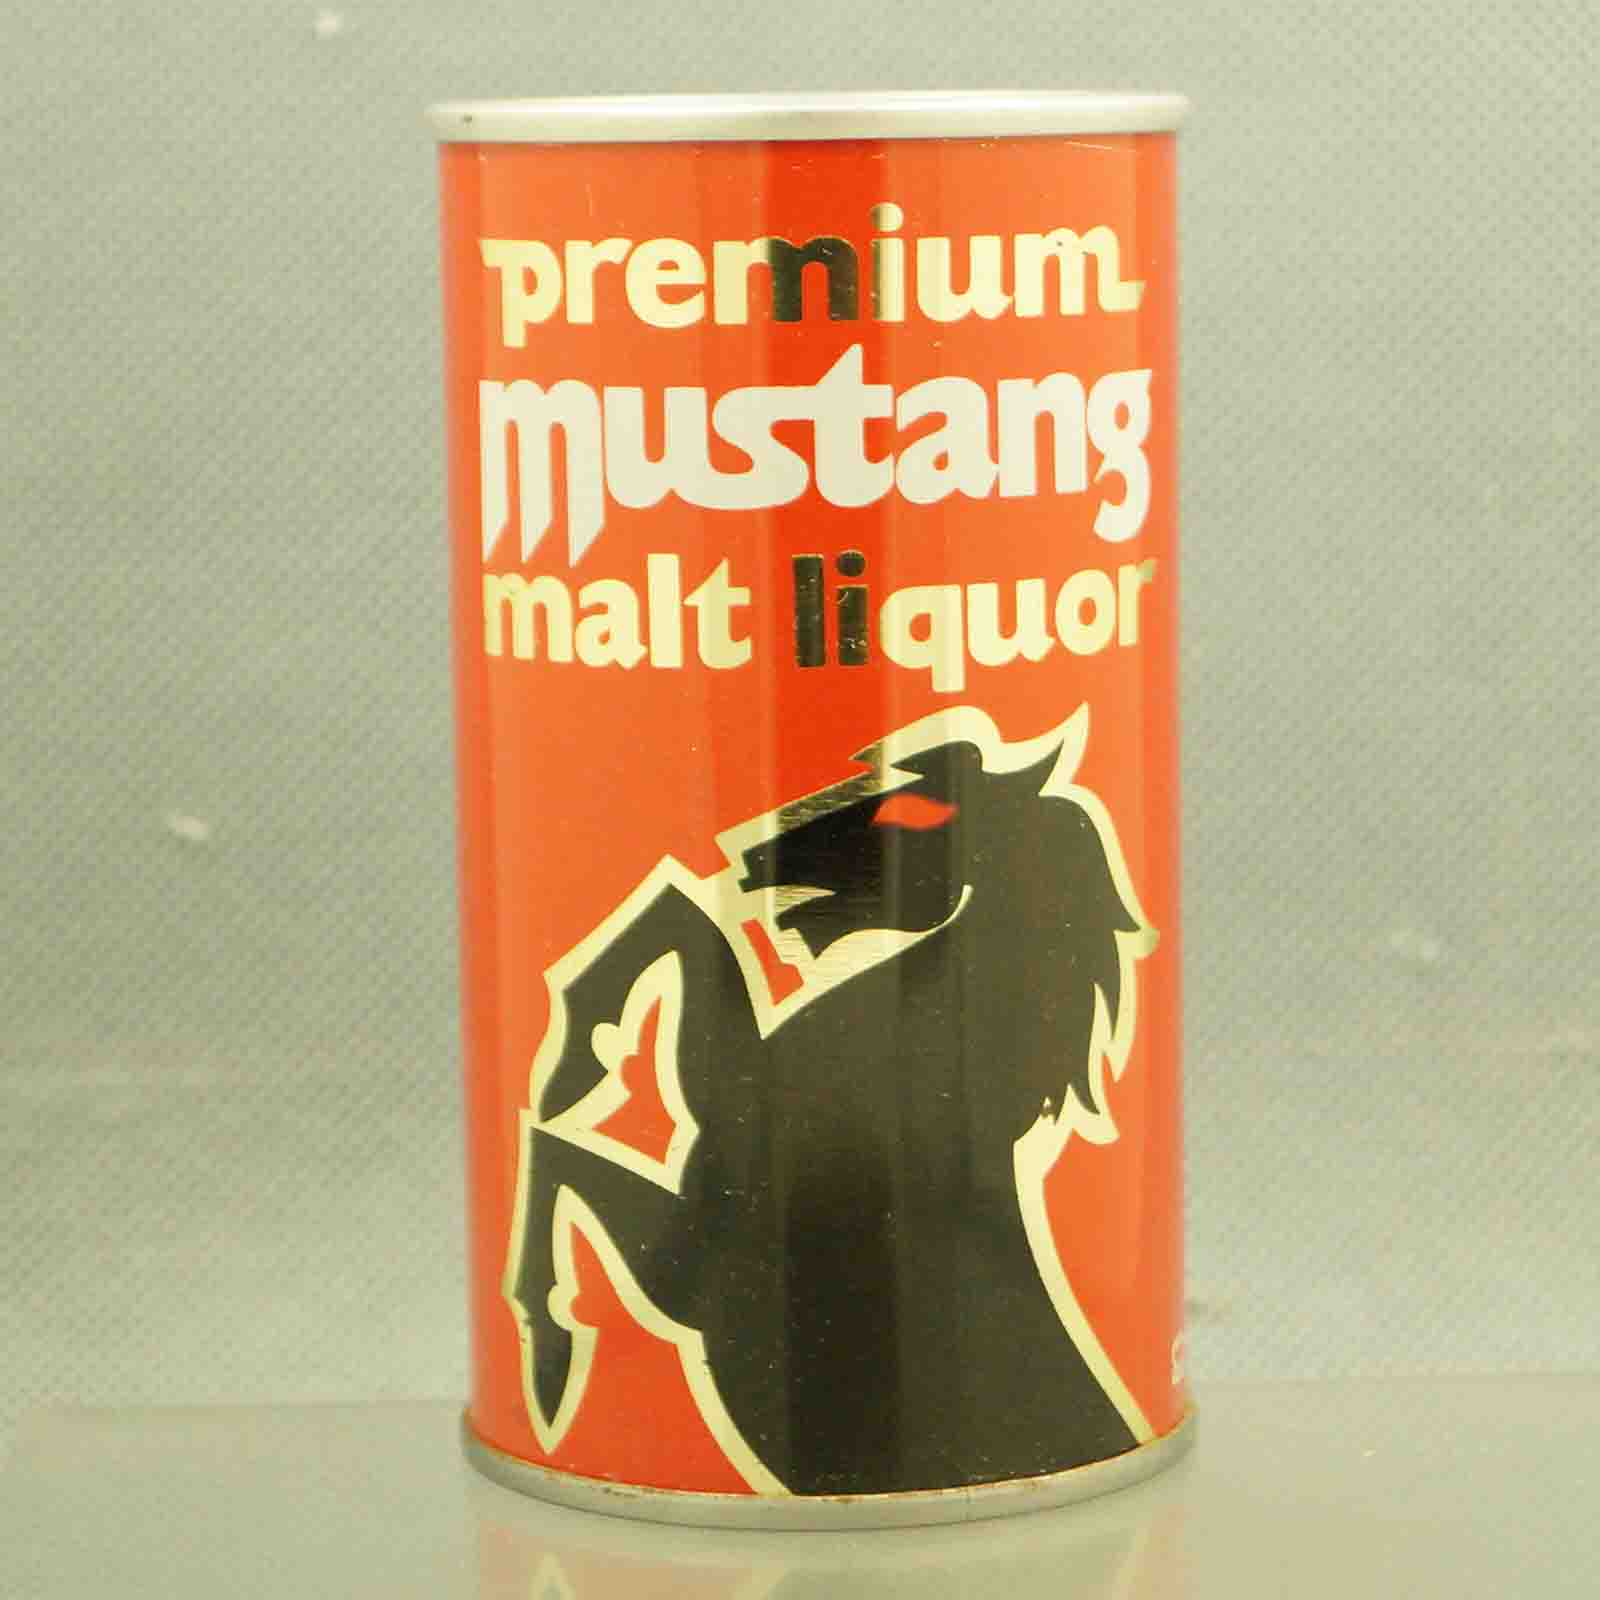 premium
mustang
malt liquor